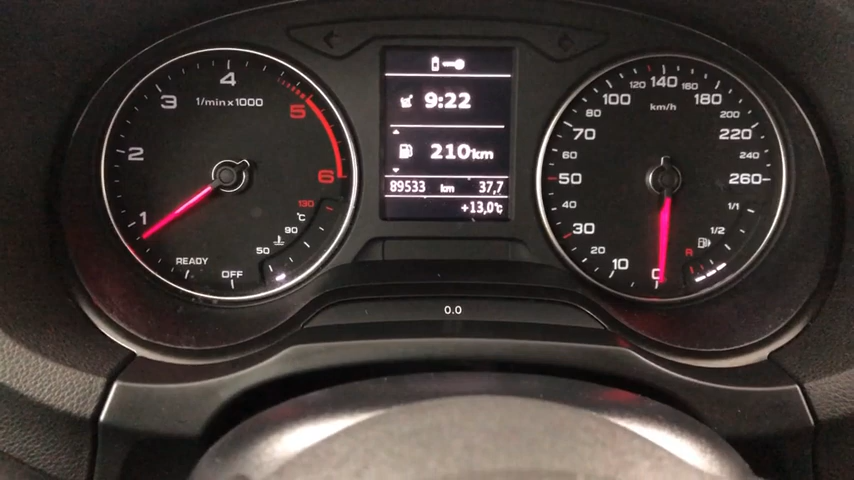 4
3
1/min x 1000
5
2
6
130
°C
1
90
50
READY
OFF
9:22
210 km
89533 km 37,7
+13,0°C
0.0
120 140 160
100 180
km/h
80 200
70 220
60 240
50 260
40 1/1
30 1/2
20 R
10
0